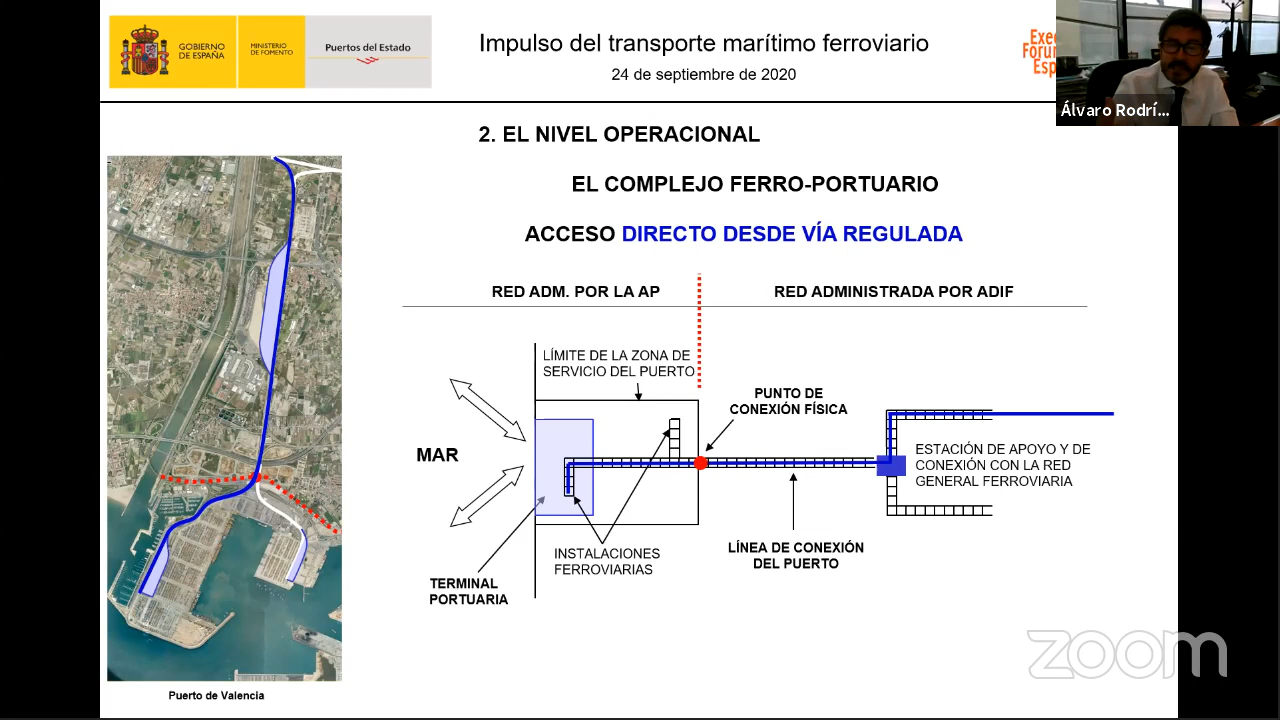 GOBIERNO
DE ESPAÑA
MINISTERIO
DE FOMENTO
Puertos del Estado
Impulso del transporte marítimo ferroviario
24 de septiembre de 2020
Álvaro Rodrí...
2. EL NIVEL OPERACIONAL
EL COMPLEJO FERRO-PORTUARIO
ACCESO DIRECTO DESDE VÍA REGULADA
RED ADM. POR LA AP
RED ADMINISTRADA POR ADIF
LÍMITE DE LA ZONA DE
SERVICIO DEL PUERTO
PUNTO DE
CONEXIÓN FÍSICA
MAR
ESTACIÓN DE APOYO Y DE
CONEXIÓN CON LA RED
GENERAL FERROVIARIA
LÍNEA DE CONEXIÓN
DEL PUERTO
INSTALACIONES
FERROVIARIAS
TERMINAL
PORTUARIA
zoom
Puerto de Valencia